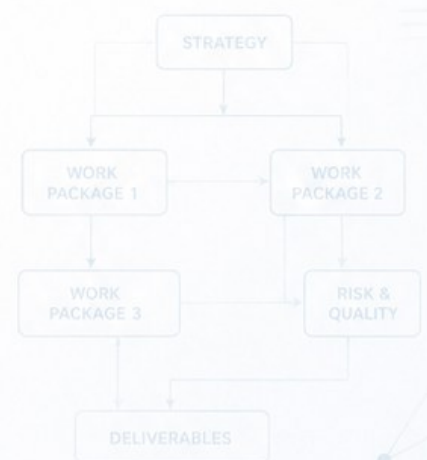 STRATEGY
WORK
PACKAGE 1
WORK
PACKAGE 2
WORK
PACKAGE 3
RISK &
QUALITY
DELIVERABLES